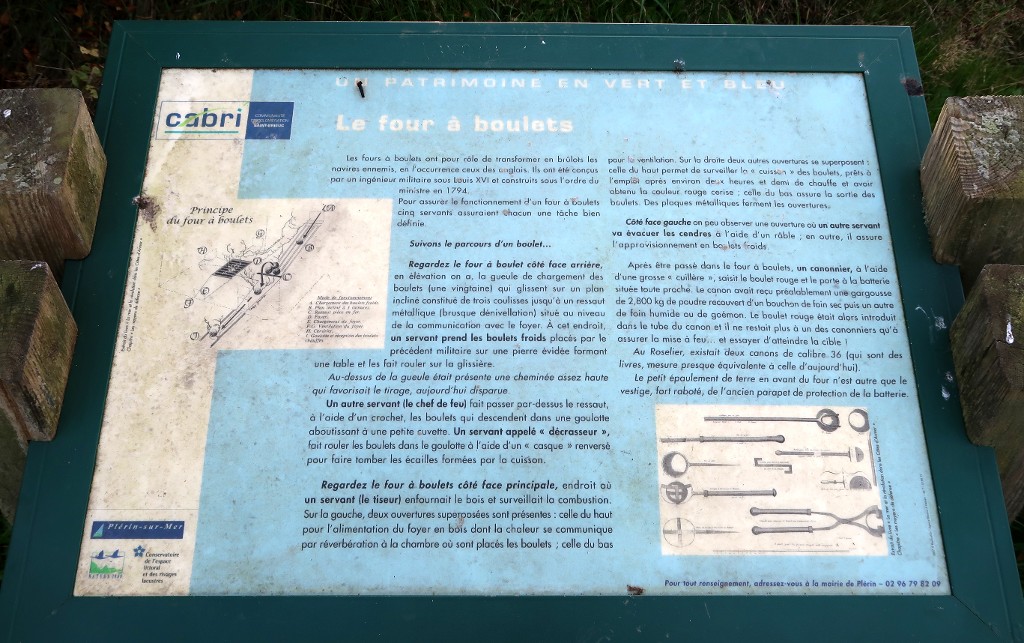 UN PATRIMOINE EN VERT ET BLEU
cabri
Le four à boulets
Les fours à boulets ont pour rôle de transformer en brûlots les
navires ennemis, en l'occurrence ceux des anglais. Ils ont été conçus
par un ingénieur militaire sous Louis XVI et construits sous l'ordre du
ministre en 1794.
Pour assurer le fonctionnement d'un four à boulets
cinq servants assuraient chacun une tâche bien
définie.
Suivons le parcours d'un boulet...
Regardez le four à boulet côté face arrière,
en élévation on a, la gueule de chargement des
boulets (une vingtaine) qui glissent sur un plan
incliné constitué de trois coulisses jusqu'à un ressaut
métallique (brusque dénivellation) situé au niveau
de la communication avec le foyer. À cet endroit,
un servant prend les boulets froids placés par le
précédent militaire sur une pierre évidée formant
une table et les fait rouler sur la glissière.
Au-dessus de la gueule était présente une cheminée assez haute
qui favorisait le tirage, aujourd'hui disparue.
Un autre servant (le chef de feu) fait passer par-dessus le ressaut,
à l'aide d'un crochet, les boulets qui descendent dans une goulotte
aboutissant à une petite cuvette. Un servant appelé « décrasseur »,
fait rouler les boulets dans le goulotte à l'aide d'un « casque » renversé
pour faire tomber les écailles formées par la cuisson.
Regardez le four à boulets côté face principale, endroit où
un servant (le tiseur) enfournait le bois et surveillait la combustion.
Sur la gauche, deux ouvertures superposées sont présentes : celle du haut
pour l'alimentation du foyer en bois dont la chaleur se communique
par réverbération à la chambre où sont placés les boulets ; celle du bas
pour la ventilation. Sur la droite deux autres ouvertures se superposent :
celle du haut permet de surveiller la « cuisson » des boulets, prêts à
l'emploi après environ deux heures et demi de chauffe et avoir
obtenu la couleur rouge cerise ; celle du bas assure la sortie des
boulets. Des plaques métalliques ferment les ouvertures.
Côté face gauche on peu observer une ouverture où un autre servant
va évacuer les cendres à l'aide d'un râble ; en outre, il assure
l'approvisionnement en boulets froids.
Après être passé dans le four à boulets, un canonnier, à l'aide
d'une grosse « cuillère », saisit le boulet rouge et le porte à la batterie
située toute proche. Le canon avait reçu préalablement une gargousse
de 2,800 kg de poudre recouvert d'un bouchon de foin sec puis un autre
de foin humide ou de goémon. Le boulet rouge était alors introduit
dans le tube du canon et il ne restait plus à un des canonniers qu'à
assurer la mise à feu... et essayer d'atteindre la cible !
Au Roselier, existait deux canons de calibre 36 (qui sont des
livres, mesure presque équivalente à celle d'aujourd'hui).
Le petit épaulement de terre en avant du four n'est autre que le
vestige, fort raboté, de l'ancien parapet de protection de la batterie.
Principe
du four à boulets
Mode de fonctionnement
Plérin-sur-Mer
Conservatoire
de l'espace
littoral
et des rivages
lacustres
Pour tout renseignement, adressez-vous à la mairie de Plérin - 02 96 79 82 09